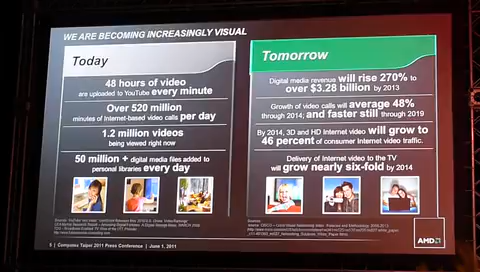 WE ARE BECOMING INCREASINGLY VISUAL
Today
48 hours of video
are uploaded to YouTube every minute
Over 520 million
minutes of Internet-based video calls per day
1.2 million videos
being viewed right now
50 million + digital media files added to
personal libraries every day
Tomorrow
Digital media revenue will rise 270% to
over $3.28 billion by 2013
Growth of video calls will average 48%
through 2014; and faster still through 2019
By 2014, 3D and HD Internet video will grow to
46 percent of consumer Internet video traffic.
Delivery of Internet video to the TV
will grow nearly six-fold by 2014
5 | Computex Taipei 2011 Press Conference | June 1, 2011
AMD